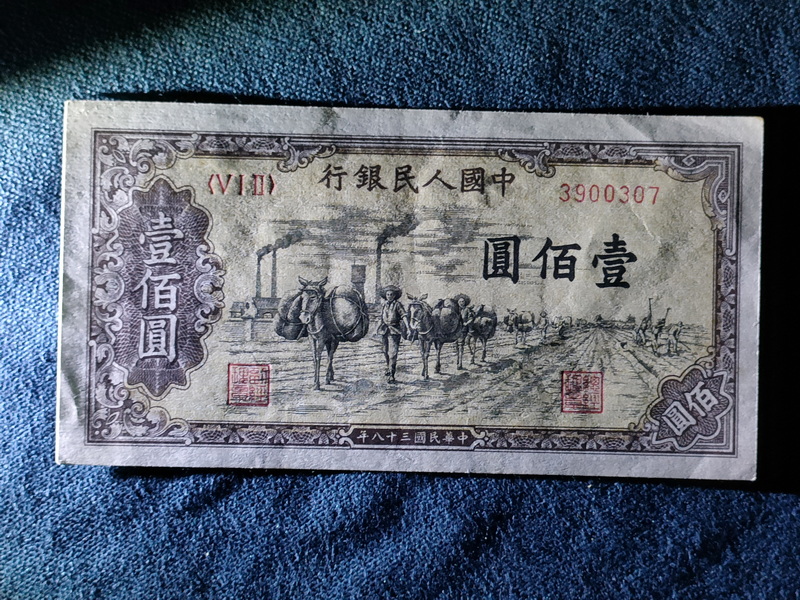 中國人民銀行
(VIⅢ)
3900307
壹佰圓
壹佰圓
佰圓
中華民國三十八年